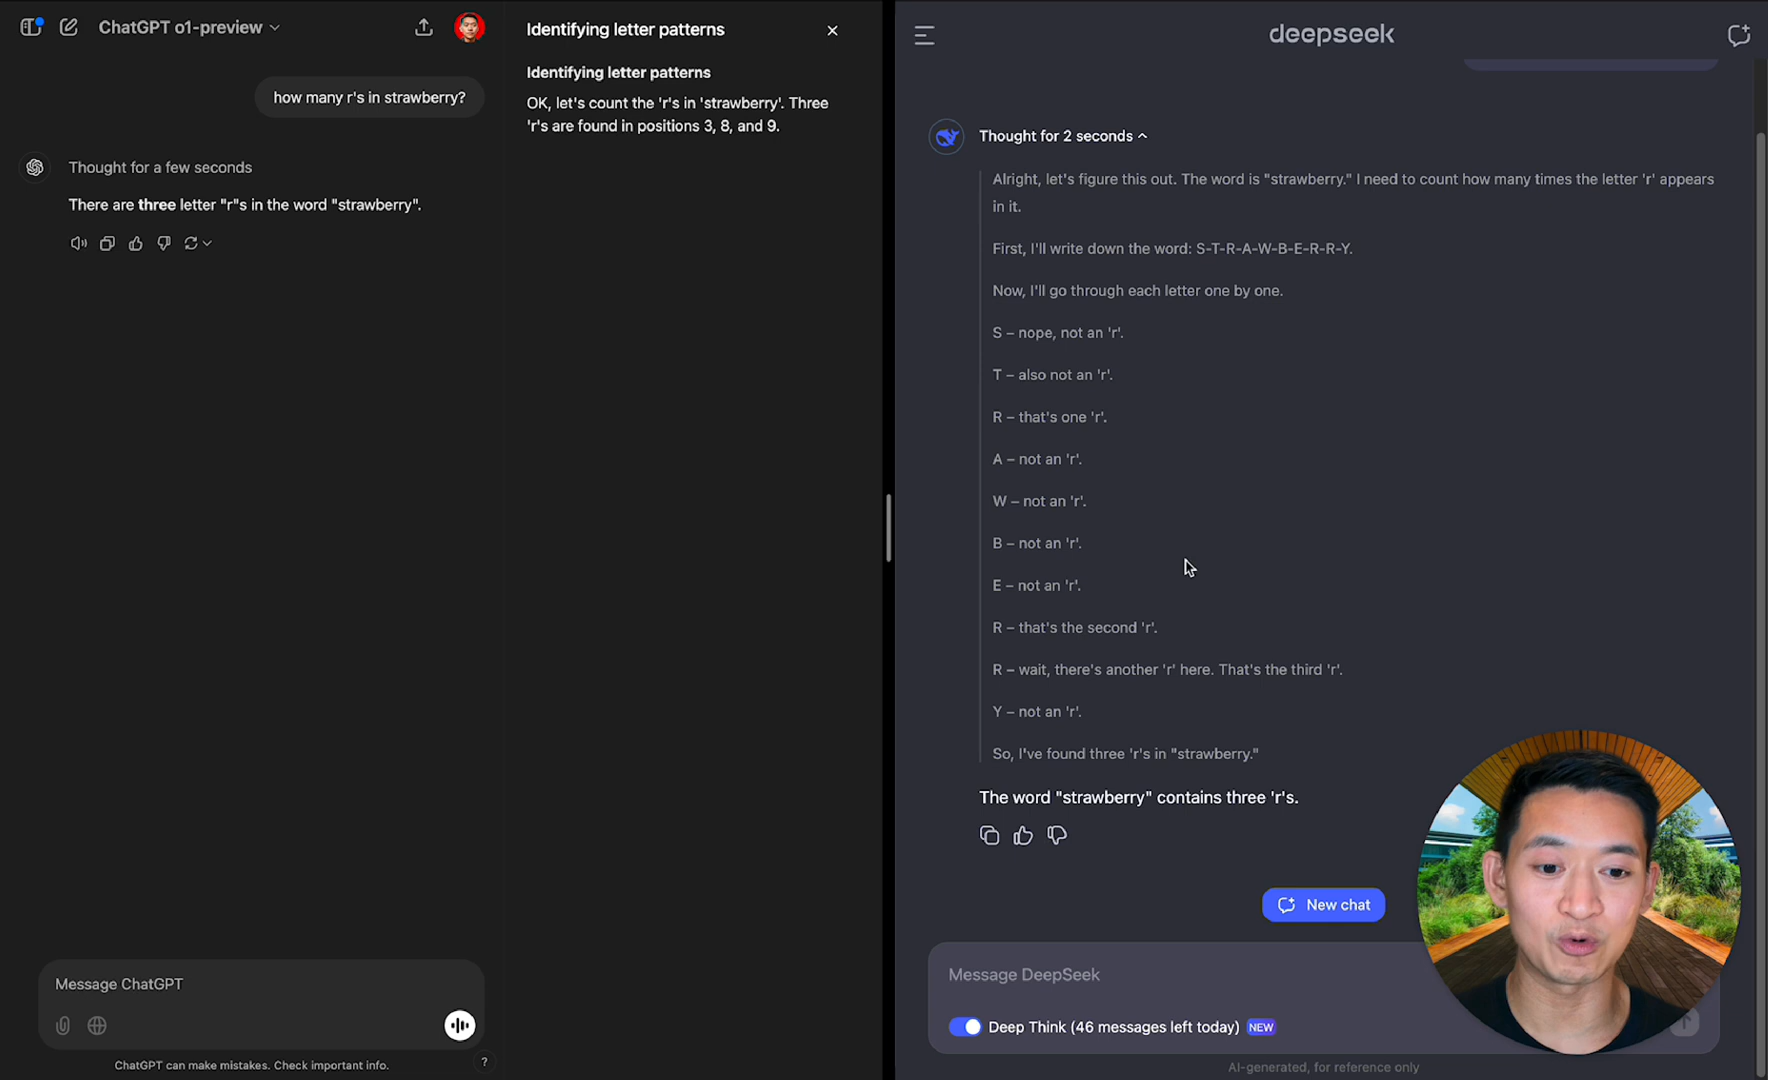 ChatGPT o1-preview
how many r's in strawberry?
Thought for a few seconds
There are three letter "r"s in the word "strawberry".
Message ChatGPT
ChatGPT can make mistakes. Check important info.
?
Identifying letter patterns
Identifying letter patterns
OK, let's count the 'r's in 'strawberry'. Three
'r's are found in positions 3, 8, and 9.
deepseek
Thought for 2 seconds
Alright, let's figure this out. The word is "strawberry." I need to count how many times the letter 'r' appears
in it.
First, I'll write down the word: S-T-R-A-W-B-E-R-R-Y.
Now, I'll go through each letter one by one.
S – nope, not an 'r'.
T – also not an 'r'.
R – that's one 'r'.
A – not an 'r'.
W – not an 'r'.
B – not an 'r'.
E – not an 'r'.
R – that's the second 'r'.
R – wait, there's another 'r' here. That's the third 'r'.
Y – not an 'r'.
So, I've found three 'r's in "strawberry."
The word "strawberry" contains three 'r's.
New chat
Message DeepSeek
Deep Think (46 messages left today) NEW
AI-generated, for reference only